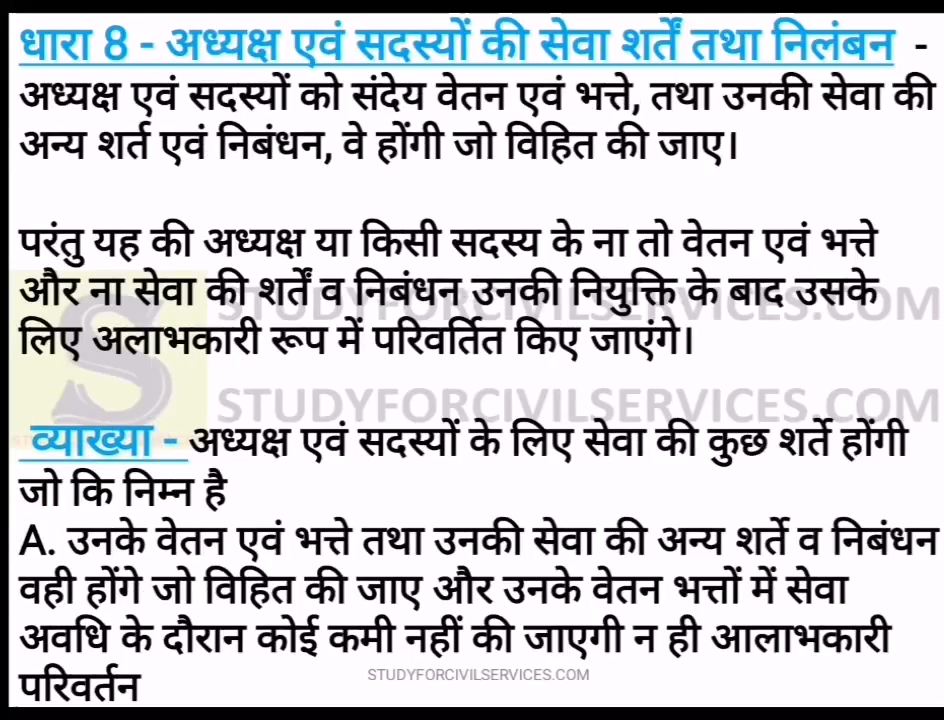 धारा 8 - अध्यक्ष एवं सदस्यों की सेवा शर्तें तथा निलंबन -
अध्यक्ष एवं सदस्यों को संदेय वेतन एवं भत्ते, तथा उनकी सेवा की
अन्य शर्त एवं निबंधन, वे होंगी जो विहित की जाए।
परंतु यह की अध्यक्ष या किसी सदस्य के ना तो वेतन एवं भत्ते
और ना सेवा की शर्तें व निबंधन उनकी नियुक्ति के बाद उसके
STUDYFORCIVILSERVICES.COM
लिए अलाभकारी रूप में परिवर्तित किए जाएंगे।
STUDYFORCIVILSERVICES.COM
व्याख्या - अध्यक्ष एवं सदस्यों के लिए सेवा की कुछ शर्ते होंगी
जो कि निम्न है
A. उनके वेतन एवं भत्ते तथा उनकी सेवा की अन्य शर्ते व निबंधन
वही होंगे जो विहित की जाए और उनके वेतन भत्तों में सेवा
अवधि के दौरान कोई कमी नहीं की जाएगी न ही आलाभकारी
परिवर्तन
STUDYFORCIVILSERVICES.COM